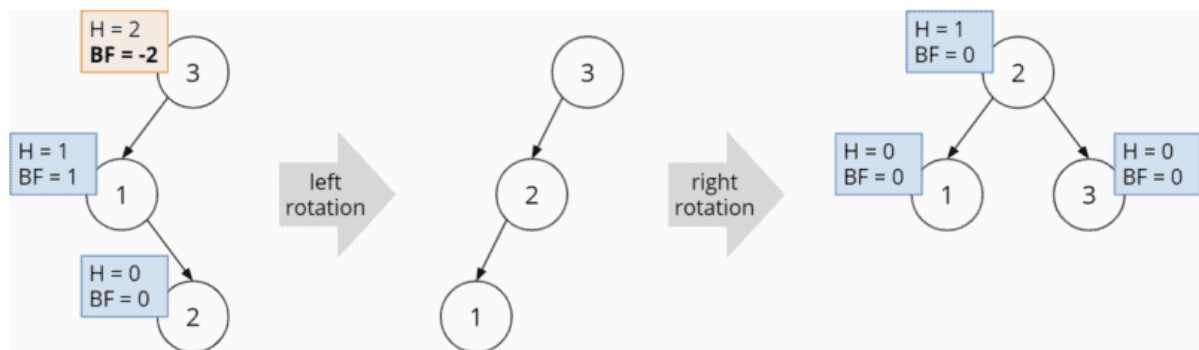 H = 2
BF = -2
3
H = 1
BF = 1
1
H = 0
BF = 0
2
left
rotation
3
2
1
right
rotation
H = 1
BF = 0
2
H = 0
BF = 0
1
H = 0
BF = 0
3